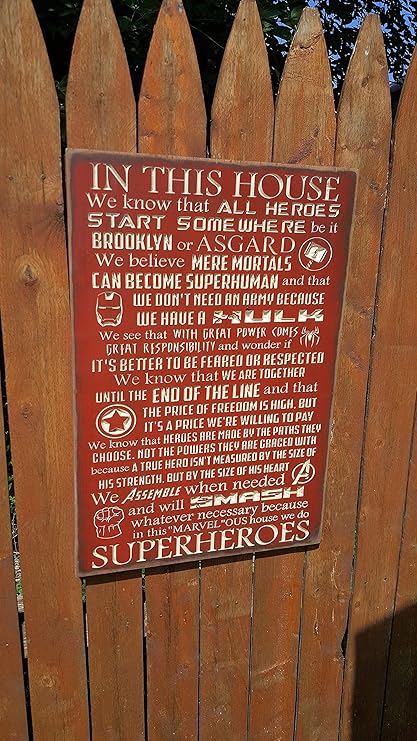 IN THIS HOUSE
We know that ALL HEROES
START SOMEWHERE be it
BROOKLYN or ASGARD
We believe MERE MORTALS
CAN BECOME SUPERHUMAN and that
WE DON'T NEED AN ARMY BECAUSE
WE HAVE A HULK
We see that WITH GREAT POWER COMES
GREAT RESPONSIBILITY and wonder if
IT'S BETTER TO BE FEARED OR RESPECTED
We know that WE ARE TOGETHER
UNTIL THE END OF THE LINE and that
THE PRICE OF FREEDOM IS HIGH, BUT
IT'S A PRICE WE'RE WILLING TO PAY
We know that HEROES ARE MADE BY THE PATHS THEY
CHOOSE, NOT THE POWERS THEY ARE GRACED WITH
because A TRUE HERO ISN'T MEASURED BY THE SIZE OF
HIS STRENGTH, BUT BY THE SIZE OF HIS HEART
We ASSEMBLE when needed
and will SMASH
whatever necessary because
in this "MARVEL"OUS house we do
SUPERHEROES